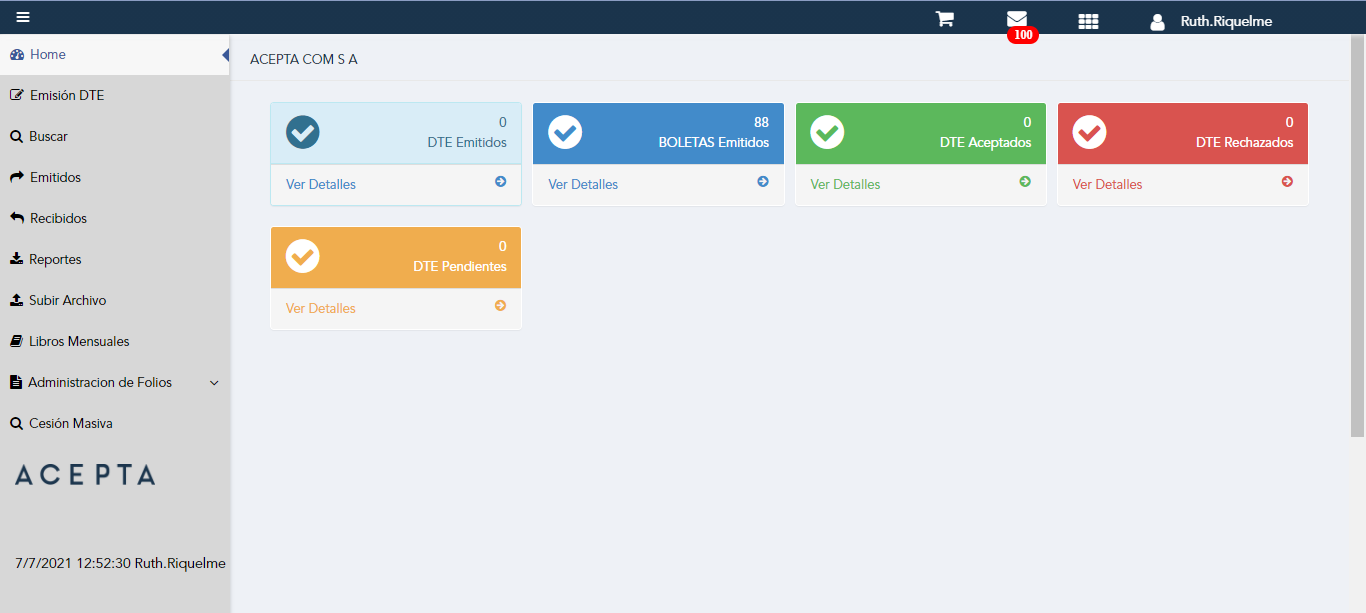 100
Ruth.Riquelme
Home
Emisión DTE
Buscar
Emitidos
Recibidos
Reportes
Subir Archivo
Libros Mensuales
Administracion de Folios
Cesión Masiva
ACEPTA
7/7/2021 12:52:30 Ruth.Riquelme
ACEPTA COM S A
0
DTE Emitidos
Ver Detalles
88
BOLETAS Emitidos
Ver Detalles
0
DTE Aceptados
Ver Detalles
0
DTE Rechazados
Ver Detalles
0
DTE Pendientes
Ver Detalles